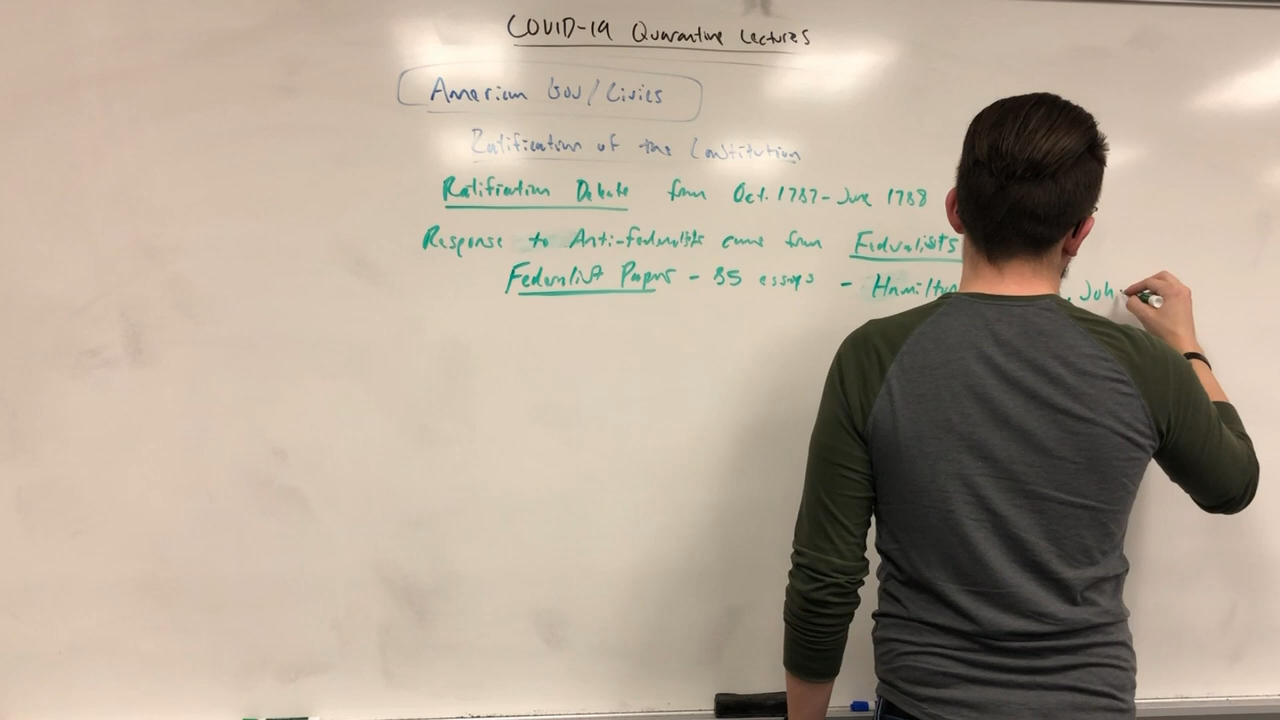 COVID-19 Quarantine Lectures
American Gov/Civics
Ratification of the Constitution
Ratification Debate from Oct. 1787 - June 1788
Response to Anti-Federalists came from Federalists
Federalist Papers - 85 essays - Hamilton , Joh